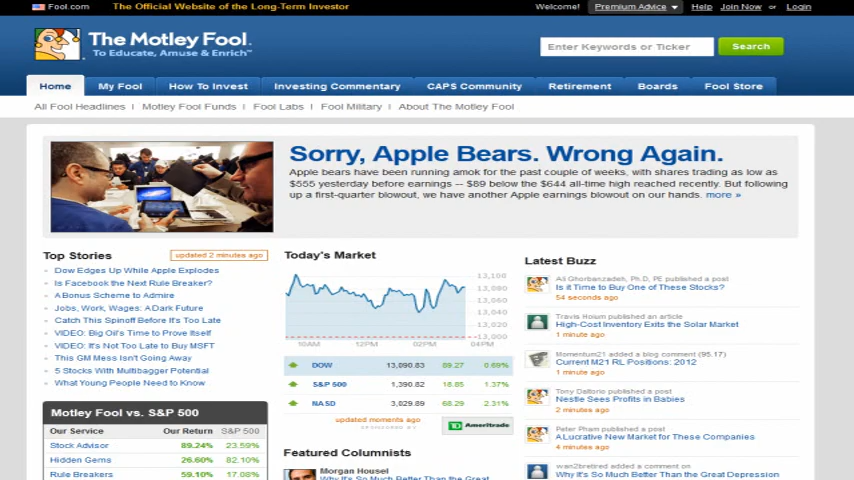 Fool.com
The Official Website of the Long-Term Investor
Welcome! Premium Advice Help Join Now or Login
The Motley Fool.
To Educate, Amuse & Enrich™
Enter Keywords or Ticker
Search
Home My Fool How To Invest Investing Commentary CAPS Community Retirement Boards Fool Store
All Fool Headlines | Motley Fool Funds | Fool Labs | Fool Military | About The Motley Fool
Sorry, Apple Bears. Wrong Again.
Apple bears have been running amok for the past couple of weeks, with shares trading as low as
$555 yesterday before earnings -- $89 below the $644 all-time high reached recently. But following
up a first-quarter blowout, we have another Apple earnings blowout on our hands. more »
Top Stories
updated 2 minutes ago
Dow Edges Up While Apple Explodes
Is Facebook the Next Rule Breaker?
A Bonus Scheme to Admire
Jobs, Work, Wages: A Dark Future
Catch This Spinoff Before It's Too Late
VIDEO: Big Oil's Time to Prove Itself
VIDEO: It's Not Too Late to Buy MSFT
This GM Mess Isn't Going Away
5 Stocks With Multibagger Potential
What Young People Need to Know
Motley Fool vs. S&P 500
Our Service Our Return S&P 500
Stock Advisor 89.24% 23.59%
Hidden Gems 26.60% 82.10%
Rule Breakers 59.10% 17.08%
Today's Market
13,100
13,080
13,060
13,040
13,020
13,000
10AM 12PM 02PM 04PM
DOW 13,090.83 89.27 0.69%
S&P 500 1,390.82 18.85 1.37%
NASD 3,029.89 68.29 2.31%
updated moments ago
Ameritrade
Featured Columnists
Morgan Housel
Why It's So Much Better Than the Great
Latest Buzz
Ali Ghorbanzadeh, Ph.D, PE published a post
Is it Time to Buy One of These Stocks?
54 seconds ago
Travis Hoium published an article
High-Cost Inventory Exits the Solar Market
1 minute ago
Momentum21 added a blog comment (95.17)
Current M21 RL Positions: 2012
1 minute ago
Tony Daltorio published a post
Nestle Sees Profits in Babies
2 minutes ago
Peter Pham published a post
A Lucrative New Market for These Companies
4 minutes ago
wan2bretired added a comment on
Why It's So Much Better Than the Great Depression